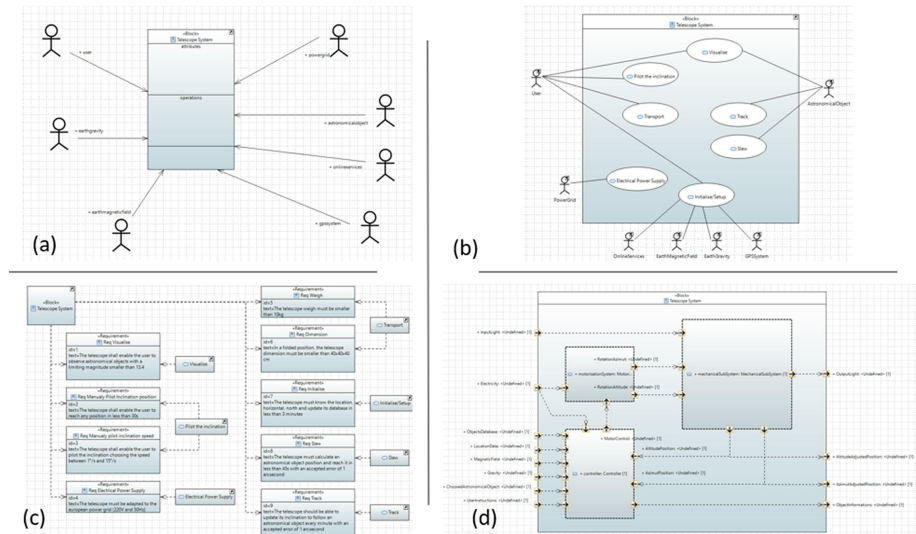 «Block»
Telescope System
attributes
operations
+ user
+ powergrid
+ astronomicalobject
+ earthgravity
+ onlineservices
+ earthmagneticfield
+ gpsystem
(a)
«Block»
Telescope System
Visualise
Pilot the inclination
User
AstronomicalObject
Transport
Track
Slew
Electrical Power Supply
PowerGrid
Initialise/Setup
OnlineServices
EarthMagneticField
EarthGravity
GPSSystem
(b)
«Block»
Telescope System
«Requirement»
Req Visualise
id=1
text=The telescope shall enable the user to
observe astronomical objects with a
limiting magnitude smaller than 13.4
Visualise
«Requirement»
Req Manualy Pilot Inclination position
id=2
text=The telescope shall enable the user to
reach any position in less than 30s
Pilot the inclination
«Requirement»
Req Manualy pilot inclination speed
id=3
text=The telescope shall enable the user to
pilot the inclination choosing the speed
between 1°/s and 15°/s
«Requirement»
Req Electrical Power Supply
id=4
text=The telescope must be adapted to the
european power grid (220V and 50Hz)
Electrical Power Supply
«Requirement»
Req Weigh
id=5
text=The telescope weigh must be smaller
than 10kg
Transport
«Requirement»
Req Dimension
id=6
text=In a folded position, the telescope
dimension must be smaller than 40x40x40
cm
«Requirement»
Req Initialise
id=7
text=The telescope must know the location,
horizontal, north and update its database in
less than 3 minutes
Initialise/Setup
«Requirement»
Req Slew
id=8
text=The telescope must calculate an
astronomical object position and reach it in
less than 45s with an accepted error of 1
arcsecond
Slew
«Requirement»
Req Track
id=9
text=The telescope should be able to
update its inclination to follow an
astronomical object every minute with an
accepted error of 1 arcsecond
Track
(c)
«Block»
Telescope System
+ InputLight: <Undefined> [1]
+ RotationAzimut: <Undefined> [1]
+ motorisationSystem: Motori...
+ mechanicalSubSystem: MechanicalSubSystem [1]
+ OutputLight: <Undefined> [1]
+ Electricity: <Undefined> [1]
+ RotationAltitude: <Undefined> [1]
+ ObjectsDatabase: <Undefined> [1]
+ MotorControl: <Undefined> [1]
+ LocationData: <Undefined> [1]
+ AltitudePosition: <Undefined> [1]
+ MagneticField: <Undefined> [1]
+ AltitudeAdjustedPosition: <Undefined> [1]
+ Gravity: <Undefined> [1]
+ controller: Controller [1]
+ AzimutPosition: <Undefined> [1]
+ ChoosedAstronomicalObject: <Undefined> [1]
+ AzimutAdjustedPosition: <Undefined> [1]
+ UserInstructions: <Undefined> [1]
+ ObjectInformations: <Undefined> [1]
(d)